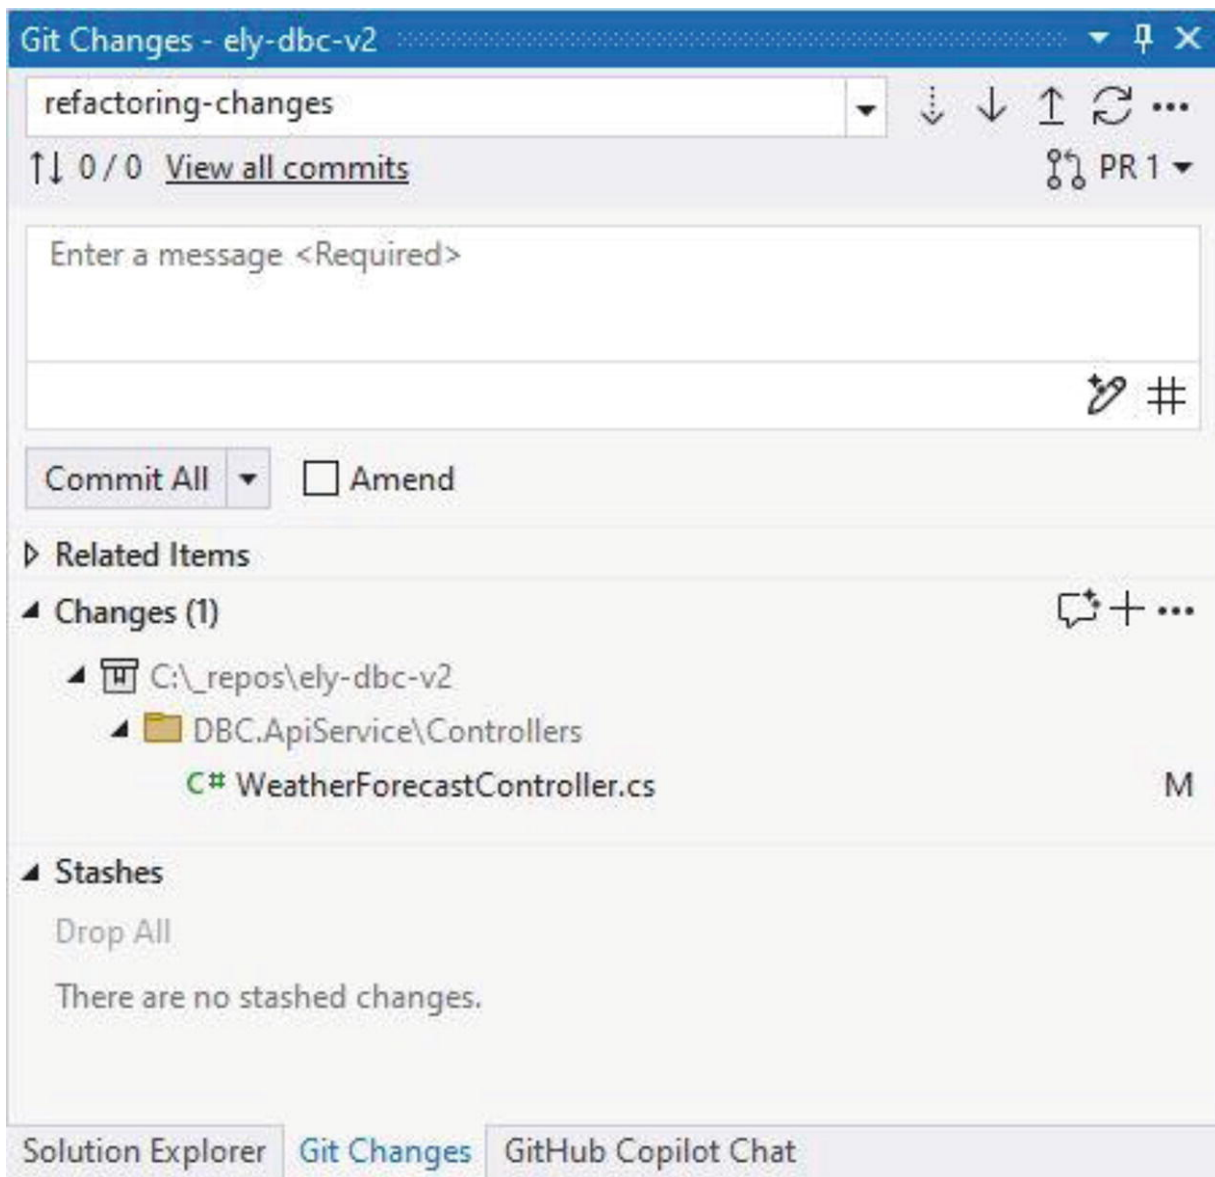 Git Changes - ely-dbc-v2
refactoring-changes
0 / 0 View all commits PR 1
Enter a message <Required>
Commit All Amend
Related Items
Changes (1)
C:\_repos\ely-dbc-v2
DBC.ApiService\Controllers
C# WeatherForecastController.cs M
Stashes
Drop All
There are no stashed changes.
Solution Explorer Git Changes GitHub Copilot Chat